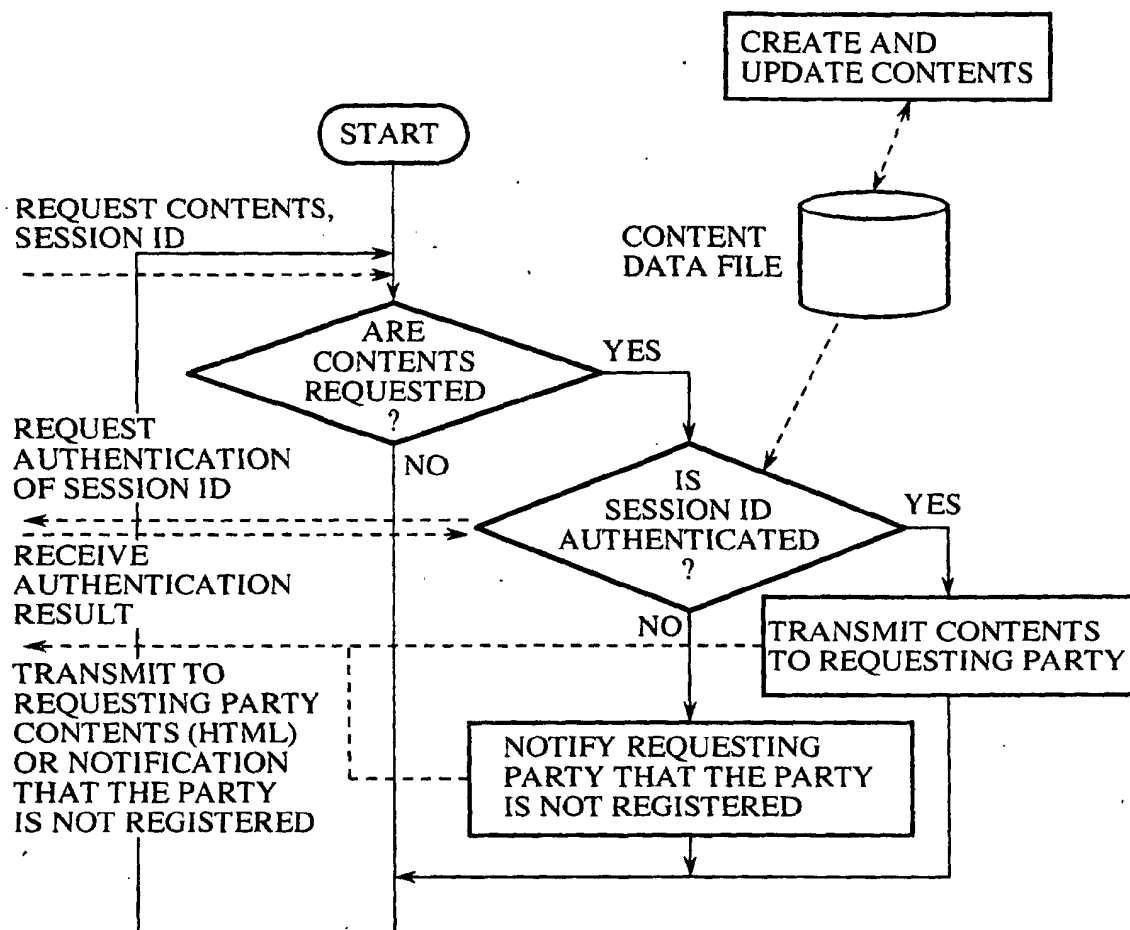 CREATE AND
UPDATE CONTENTS
START
REQUEST CONTENTS,
SESSION ID
CONTENT
DATA FILE
ARE
CONTENTS
REQUESTED
?
YES
NO
REQUEST
AUTHENTICATION
OF SESSION ID
IS
SESSION ID
AUTHENTICATED
?
YES
NO
RECEIVE
AUTHENTICATION
RESULT
TRANSMIT CONTENTS
TO REQUESTING PARTY
TRANSMIT TO
REQUESTING PARTY
CONTENTS (HTML)
OR NOTIFICATION
THAT THE PARTY
IS NOT REGISTERED
NOTIFY REQUESTING
PARTY THAT THE PARTY
IS NOT REGISTERED